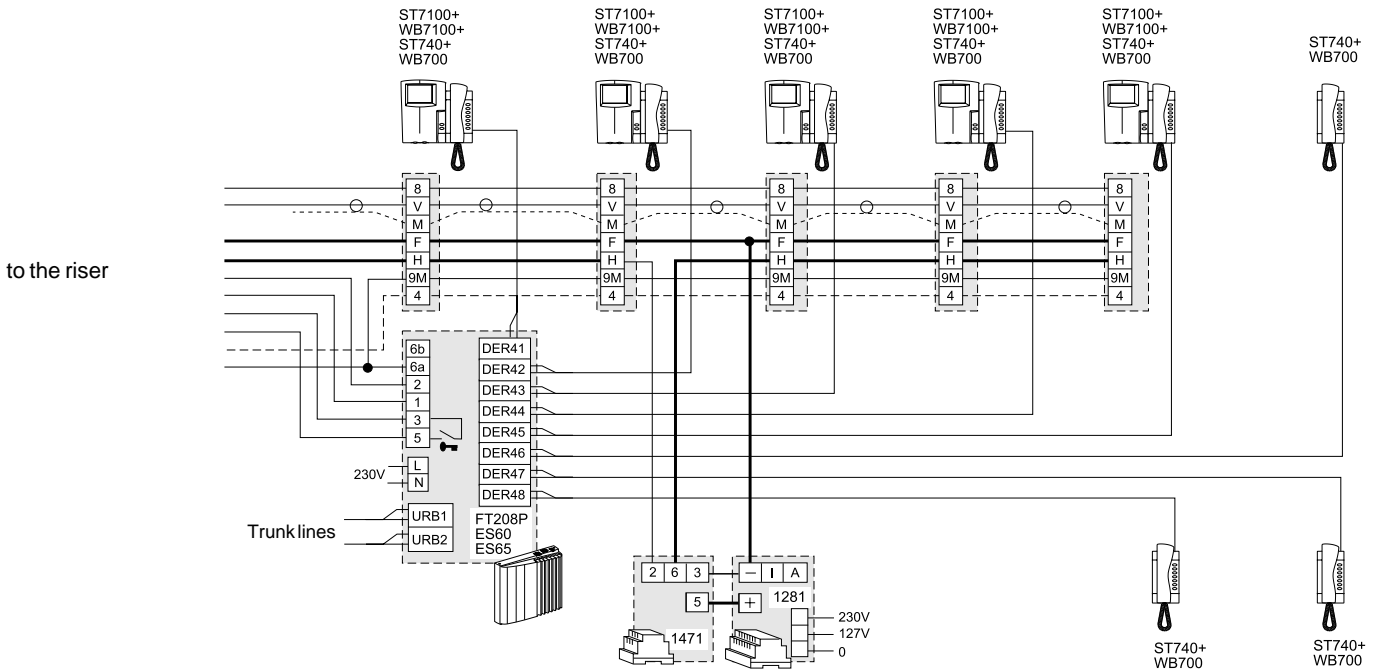 ST7100+
WB7100+
ST740+
WB700
ST7100+
WB7100+
ST740+
WB700
ST7100+
WB7100+
ST740+
WB700
ST7100+
WB7100+
ST740+
WB700
ST7100+
WB7100+
ST740+
WB700
ST740+
WB700
8
V
M
F
H
9M
4
8
V
M
F
H
9M
4
8
V
M
F
H
9M
4
8
V
M
F
H
9M
4
8
V
M
F
H
9M
4
to the riser
6b
6a
2
1
3
5
230V
L
N
Trunk lines
URB1
URB2
DER41
DER42
DER43
DER44
DER45
DER46
DER47
DER48
FT208P
ES60
ES65
2 6 3
5
1471
− I A
+
1281
230V
127V
0
ST740+
WB700
ST740+
WB700